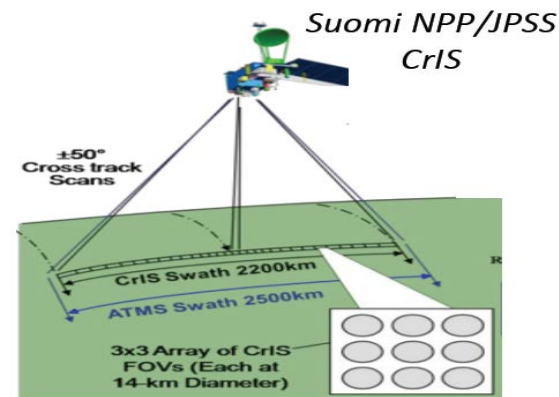 Suomi NPP/JPSS
CrIS
±50°
Cross track
Scans
CrIS Swath 2200km
ATMS Swath 2500km
R
3x3 Array of CrIS
FOVs (Each at
14-km Diameter)